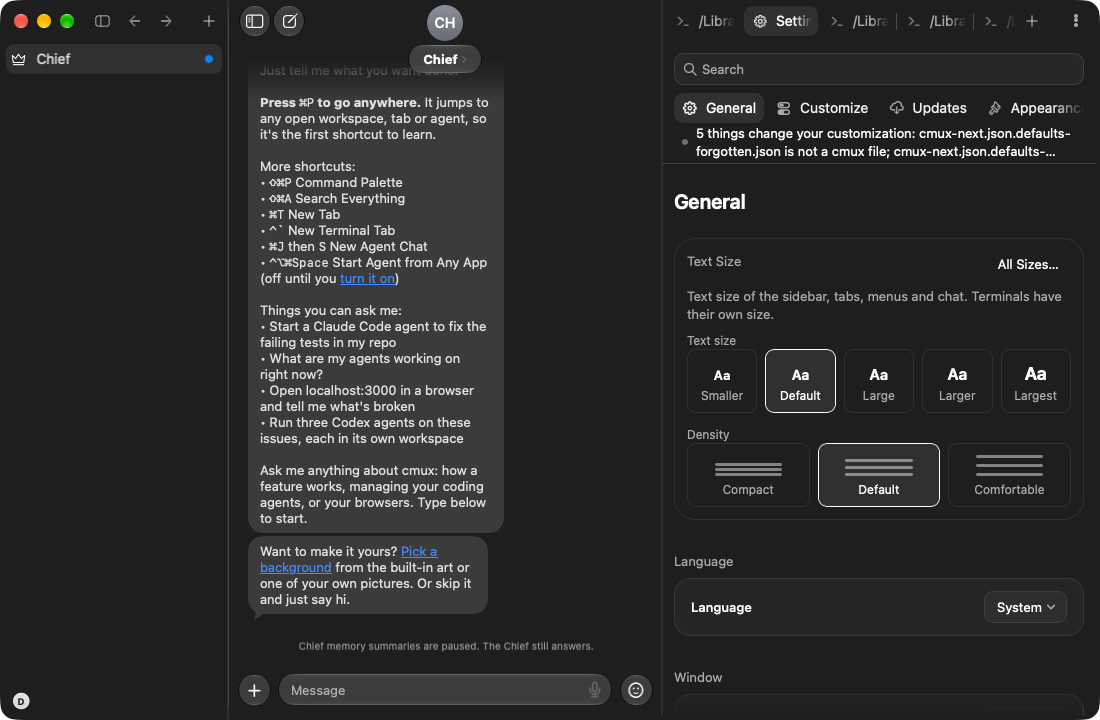 Chief
CH
Chief
Just tell me what you want done.
Press ⌘P to go anywhere. It jumps to
any open workspace, tab or agent, so
it's the first shortcut to learn.
More shortcuts:
• ⇧⌘P Command Palette
• ⇧⌘A Search Everything
• ⌘T New Tab
• ^` New Terminal Tab
• ⌘J then S New Agent Chat
• ^⌥⌘Space Start Agent from Any App
(off until you turn it on)
Things you can ask me:
• Start a Claude Code agent to fix the
failing tests in my repo
• What are my agents working on
right now?
• Open localhost:3000 in a browser
and tell me what's broken
• Run three Codex agents on these
issues, each in its own workspace
Ask me anything about cmux: how a
feature works, managing your coding
agents, or your browsers. Type below
to start.
Want to make it yours? Pick a
background from the built-in art or
one of your own pictures. Or skip it
and just say hi.
Chief memory summaries are paused. The Chief still answers.
Message
D
/Libra Settin /Libra /Libra /L
Search
General Customize Updates Appearanc
5 things change your customization: cmux-next.json.defaults-
forgotten.json is not a cmux file; cmux-next.json.defaults-...
General
Text Size All Sizes...
Text size of the sidebar, tabs, menus and chat. Terminals have
their own size.
Text size
Aa Aa Aa Aa Aa
Smaller Default Large Larger Largest
Density
Compact Default Comfortable
Language
Language System
Window